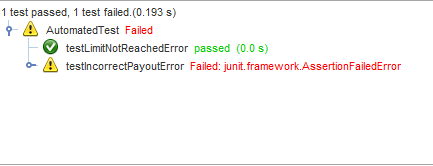 1 test passed, 1 test failed.(0.193 s)
AutomatedTest Failed
testLimitNotReachedError passed (0.0 s)
testIncorrectPayoutError Failed: junit.framework.AssertionFailedError